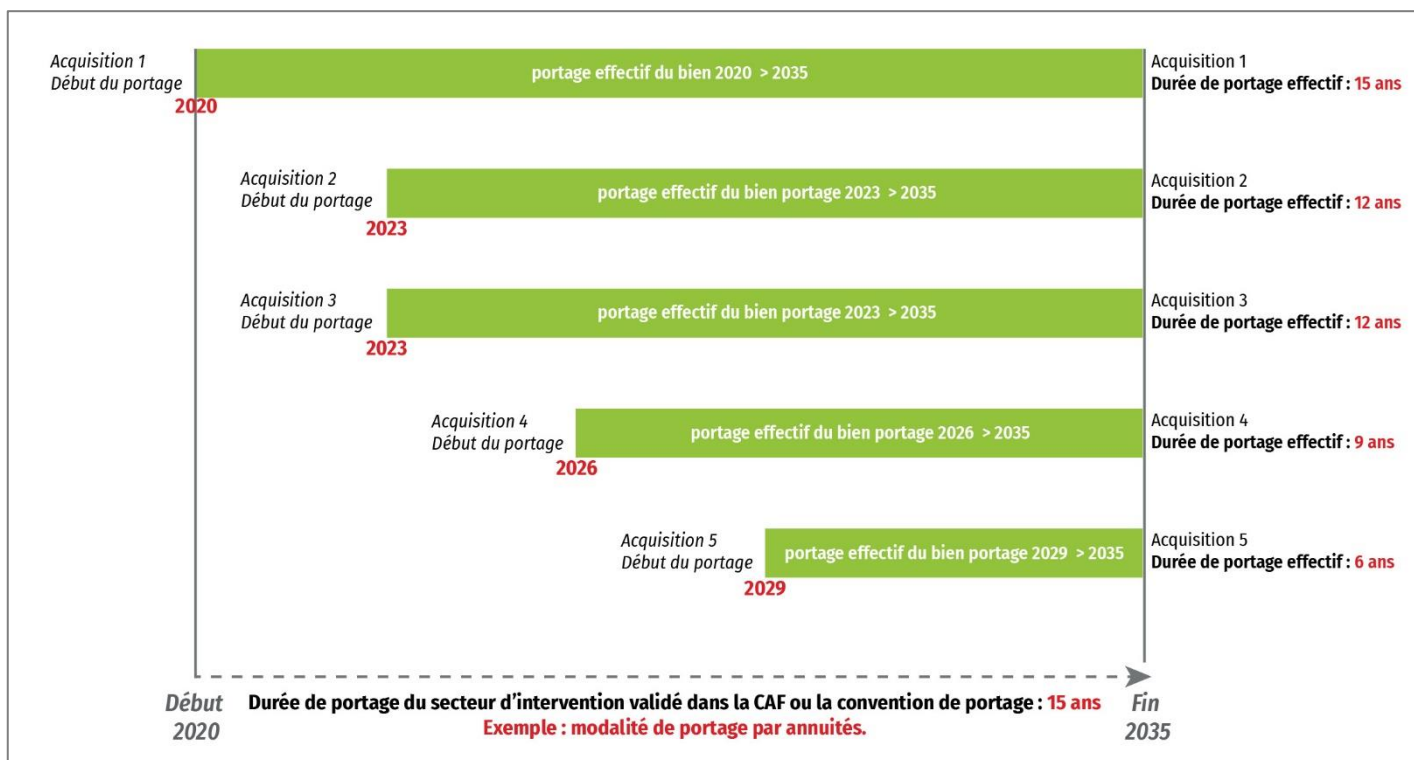 Acquisition 1
Début du portage
2020
portage effectif du bien 2020 > 2035
Acquisition 1
Durée de portage effectif : 15 ans
Acquisition 2
Début du portage
2023
portage effectif du bien portage 2023 > 2035
Acquisition 2
Durée de portage effectif : 12 ans
Acquisition 3
Début du portage
2023
portage effectif du bien portage 2023 > 2035
Acquisition 3
Durée de portage effectif : 12 ans
Acquisition 4
Début du portage
2026
portage effectif du bien portage 2026 > 2035
Acquisition 4
Durée de portage effectif : 9 ans
Acquisition 5
Début du portage
2029
portage effectif du bien portage 2029 > 2035
Acquisition 5
Durée de portage effectif : 6 ans
Début
2020
Durée de portage du secteur d’intervention validé dans la CAF ou la convention de portage : 15 ans
Exemple : modalité de portage par annuités.
Fin
2035